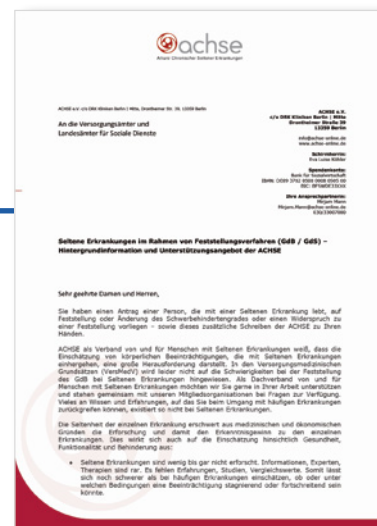 achse
Allianz Chronischer Seltener Erkrankungen
ACHSE e.V. c/o DRK Kliniken Berlin | Mitte, Drontheimer Str. 39, 13359 Berlin
An die Versorgungsämter und
Landesämter für Soziale Dienste
ACHSE e.V.
c/o DRK Kliniken Berlin | Mitte
Drontheimer Straße 39
13359 Berlin
info@achse-online.de
www.achse-online.de
Schirmherrin:
Eva Luise Köhler
Spendenkonto:
Bank für Sozialwirtschaft
Ihre Ansprechpartnerin:
Mirjam Mann
Mirjam.Mann@achse-online.de
030/33007080
Seltene Erkrankungen im Rahmen von Feststellungsverfahren (GdB / GdS) –
Hintergrundinformation und Unterstützungsangebot der ACHSE
Sehr geehrte Damen und Herren,
Sie haben einen Antrag einer Person, die mit einer Seltenen Erkrankung lebt, auf
Feststellung oder Änderung des Schwerbehindertengrades oder einen Widerspruch zu
einer Feststellung vorliegen – sowie dieses zusätzliche Schreiben der ACHSE zu Ihren
Händen.
ACHSE als Verband von und für Menschen mit Seltenen Erkrankungen weiß, dass die
Einschätzung von körperlichen Beeinträchtigungen, die mit Seltenen Erkrankungen
einhergehen, eine große Herausforderung darstellt. In den Versorgungsmedizinischen
Grundsätzen (VersMedV) wird leider nicht auf die Schwierigkeiten bei der Feststellung
des GdB bei Seltenen Erkrankungen hingewiesen. Als Dachverband von und für
Menschen mit Seltenen Erkrankungen möchten wir Sie gerne in Ihrer Arbeit unterstützen
und stehen gemeinsam mit unseren Mitgliedsorganisationen bei Fragen zur Verfügung.
Vieles an Wissen und Erfahrungen, auf das Sie beim Umgang mit häufigen Erkrankungen
zurückgreifen können, existiert so nicht bei Seltenen Erkrankungen.
Die Seltenheit der einzelnen Erkrankung erschwert aus medizinischen und ökonomischen
Gründen die Erforschung und damit den Erkenntnisgewinn zu den einzelnen
Erkrankungen. Dies wirkt sich auch auf die Einschätzung hinsichtlich Gesundheit,
Funktionalität und Behinderung aus:
• Seltene Erkrankungen sind wenig bis gar nicht erforscht. Informationen, Experten,
Therapien sind rar. Es fehlen Erfahrungen, Studien, Vergleichswerte. Somit lässt
sich noch schwerer als bei häufigen Erkrankungen einschätzen, ob oder unter
welchen Bedingungen eine Beeinträchtigung stagnierend oder fortschreitend sein
könnte.